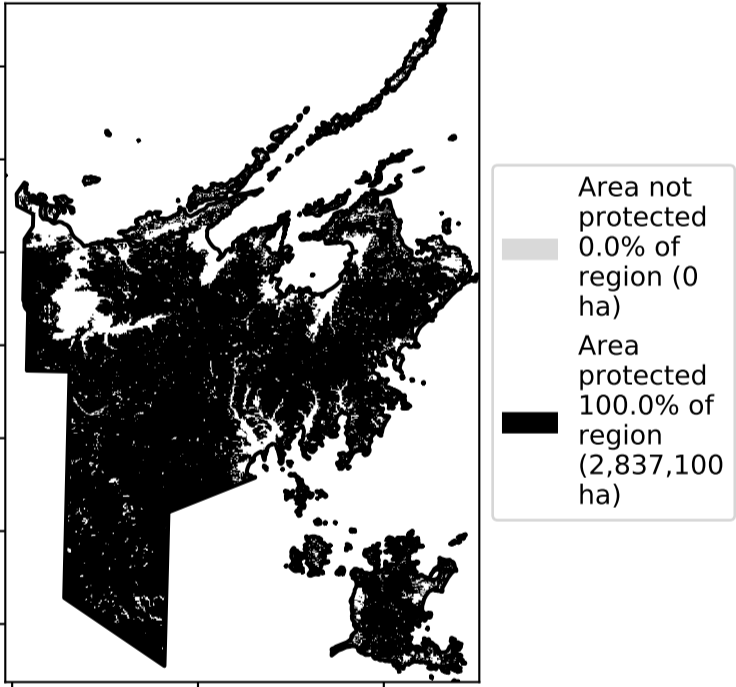 Area not
protected
0.0% of
region (0
ha)
Area
protected
100.0% of
region
(2,837,100
ha)